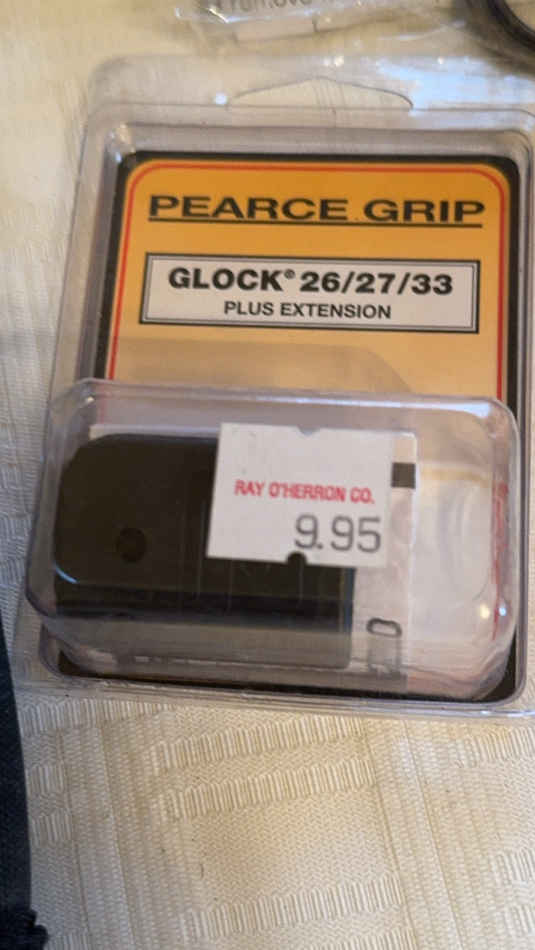 PEARCE GRIP
GLOCK® 26/27/33
PLUS EXTENSION
RAY O'HERRON CO.
9.95